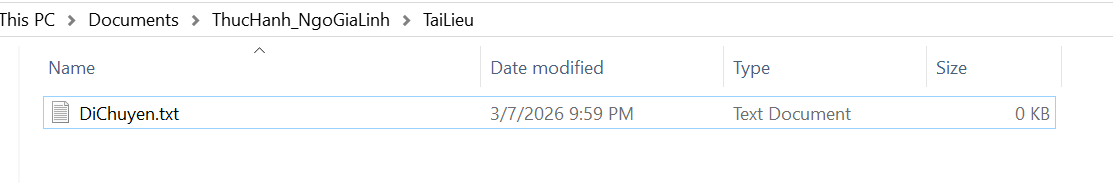 This PC > Documents > ThucHanh_NgoGiaLinh > TaiLieu
Name Date modified Type Size
DiChuyen.txt 3/7/2026 9:59 PM Text Document 0 KB